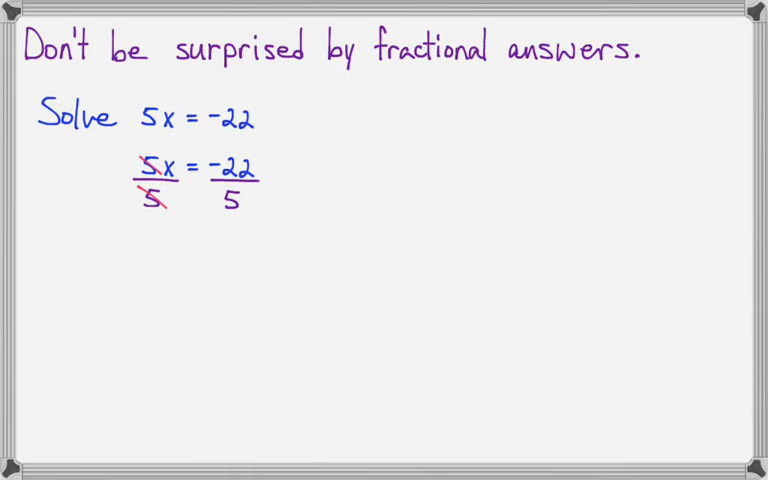 Don't be surprised by fractional answers.
Solve 5x = -22
5x = -22
5 5